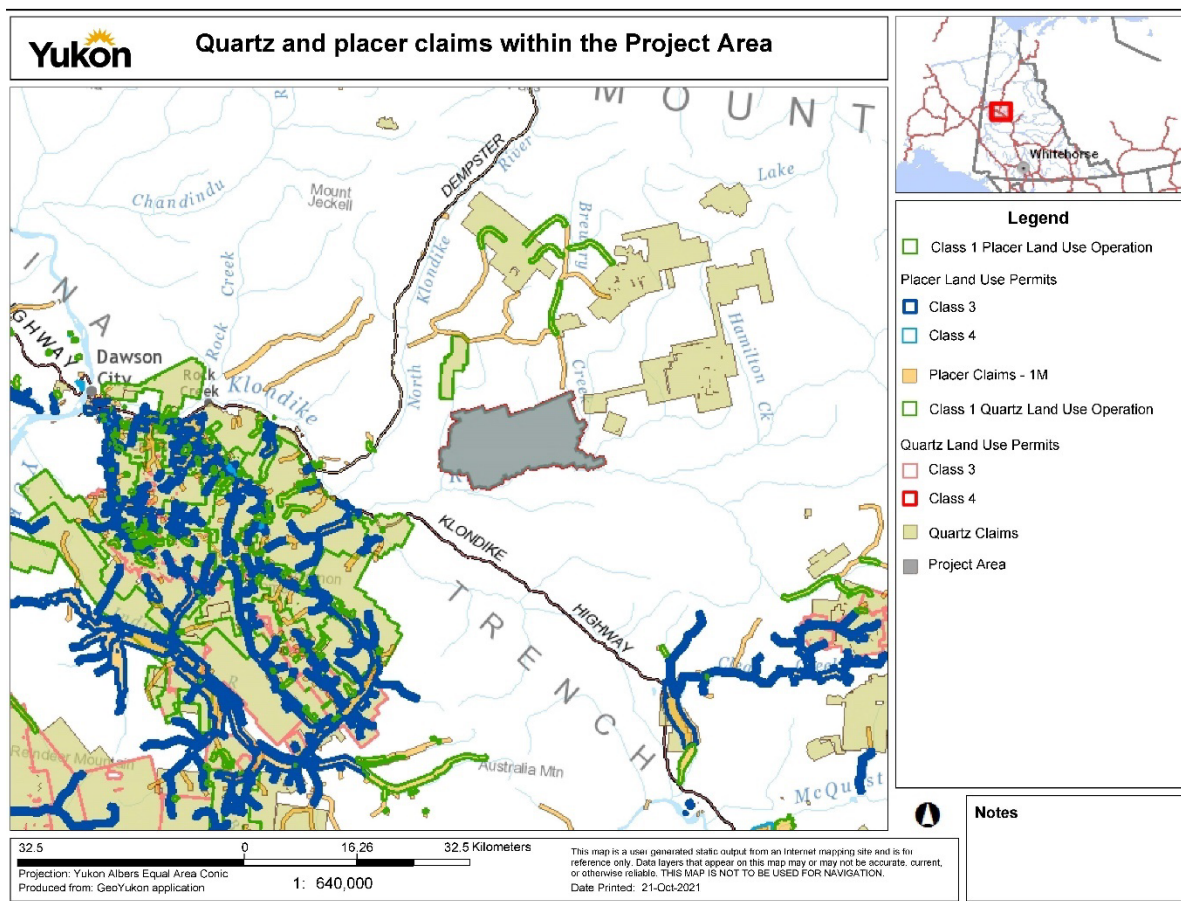 Yukon
Quartz and placer claims within the Project Area
Whitehorse
MOUNT
Chandindu
Mount
Jeckell
DEMPSTER
River
Klondike
North
Brewery
Creek
Lake
Hamilton
Ck
Rock
Creek
INA
HIGHWAY
Dawson
City
Rock
Creek
Klondike
KLONDIKE
HIGHWAY
TRENCH
Reindeer Mountain
Australia Mtn
McQuest
Legend
Class 1 Placer Land Use Operation
Placer Land Use Permits
Class 3
Class 4
Placer Claims - 1M
Class 1 Quartz Land Use Operation
Quartz Land Use Permits
Class 3
Class 4
Quartz Claims
Project Area
Notes
32.5 0 16.26 32.5 Kilometers
Projection: Yukon Albers Equal Area Conic
Produced from: GeoYukon application
1: 640,000
This map is a user generated static output from an Internet mapping site and is for
reference only. Data layers that appear on this map may or may not be accurate, current,
or otherwise reliable. THIS MAP IS NOT TO BE USED FOR NAVIGATION.
Date Printed: 21-Oct-2021